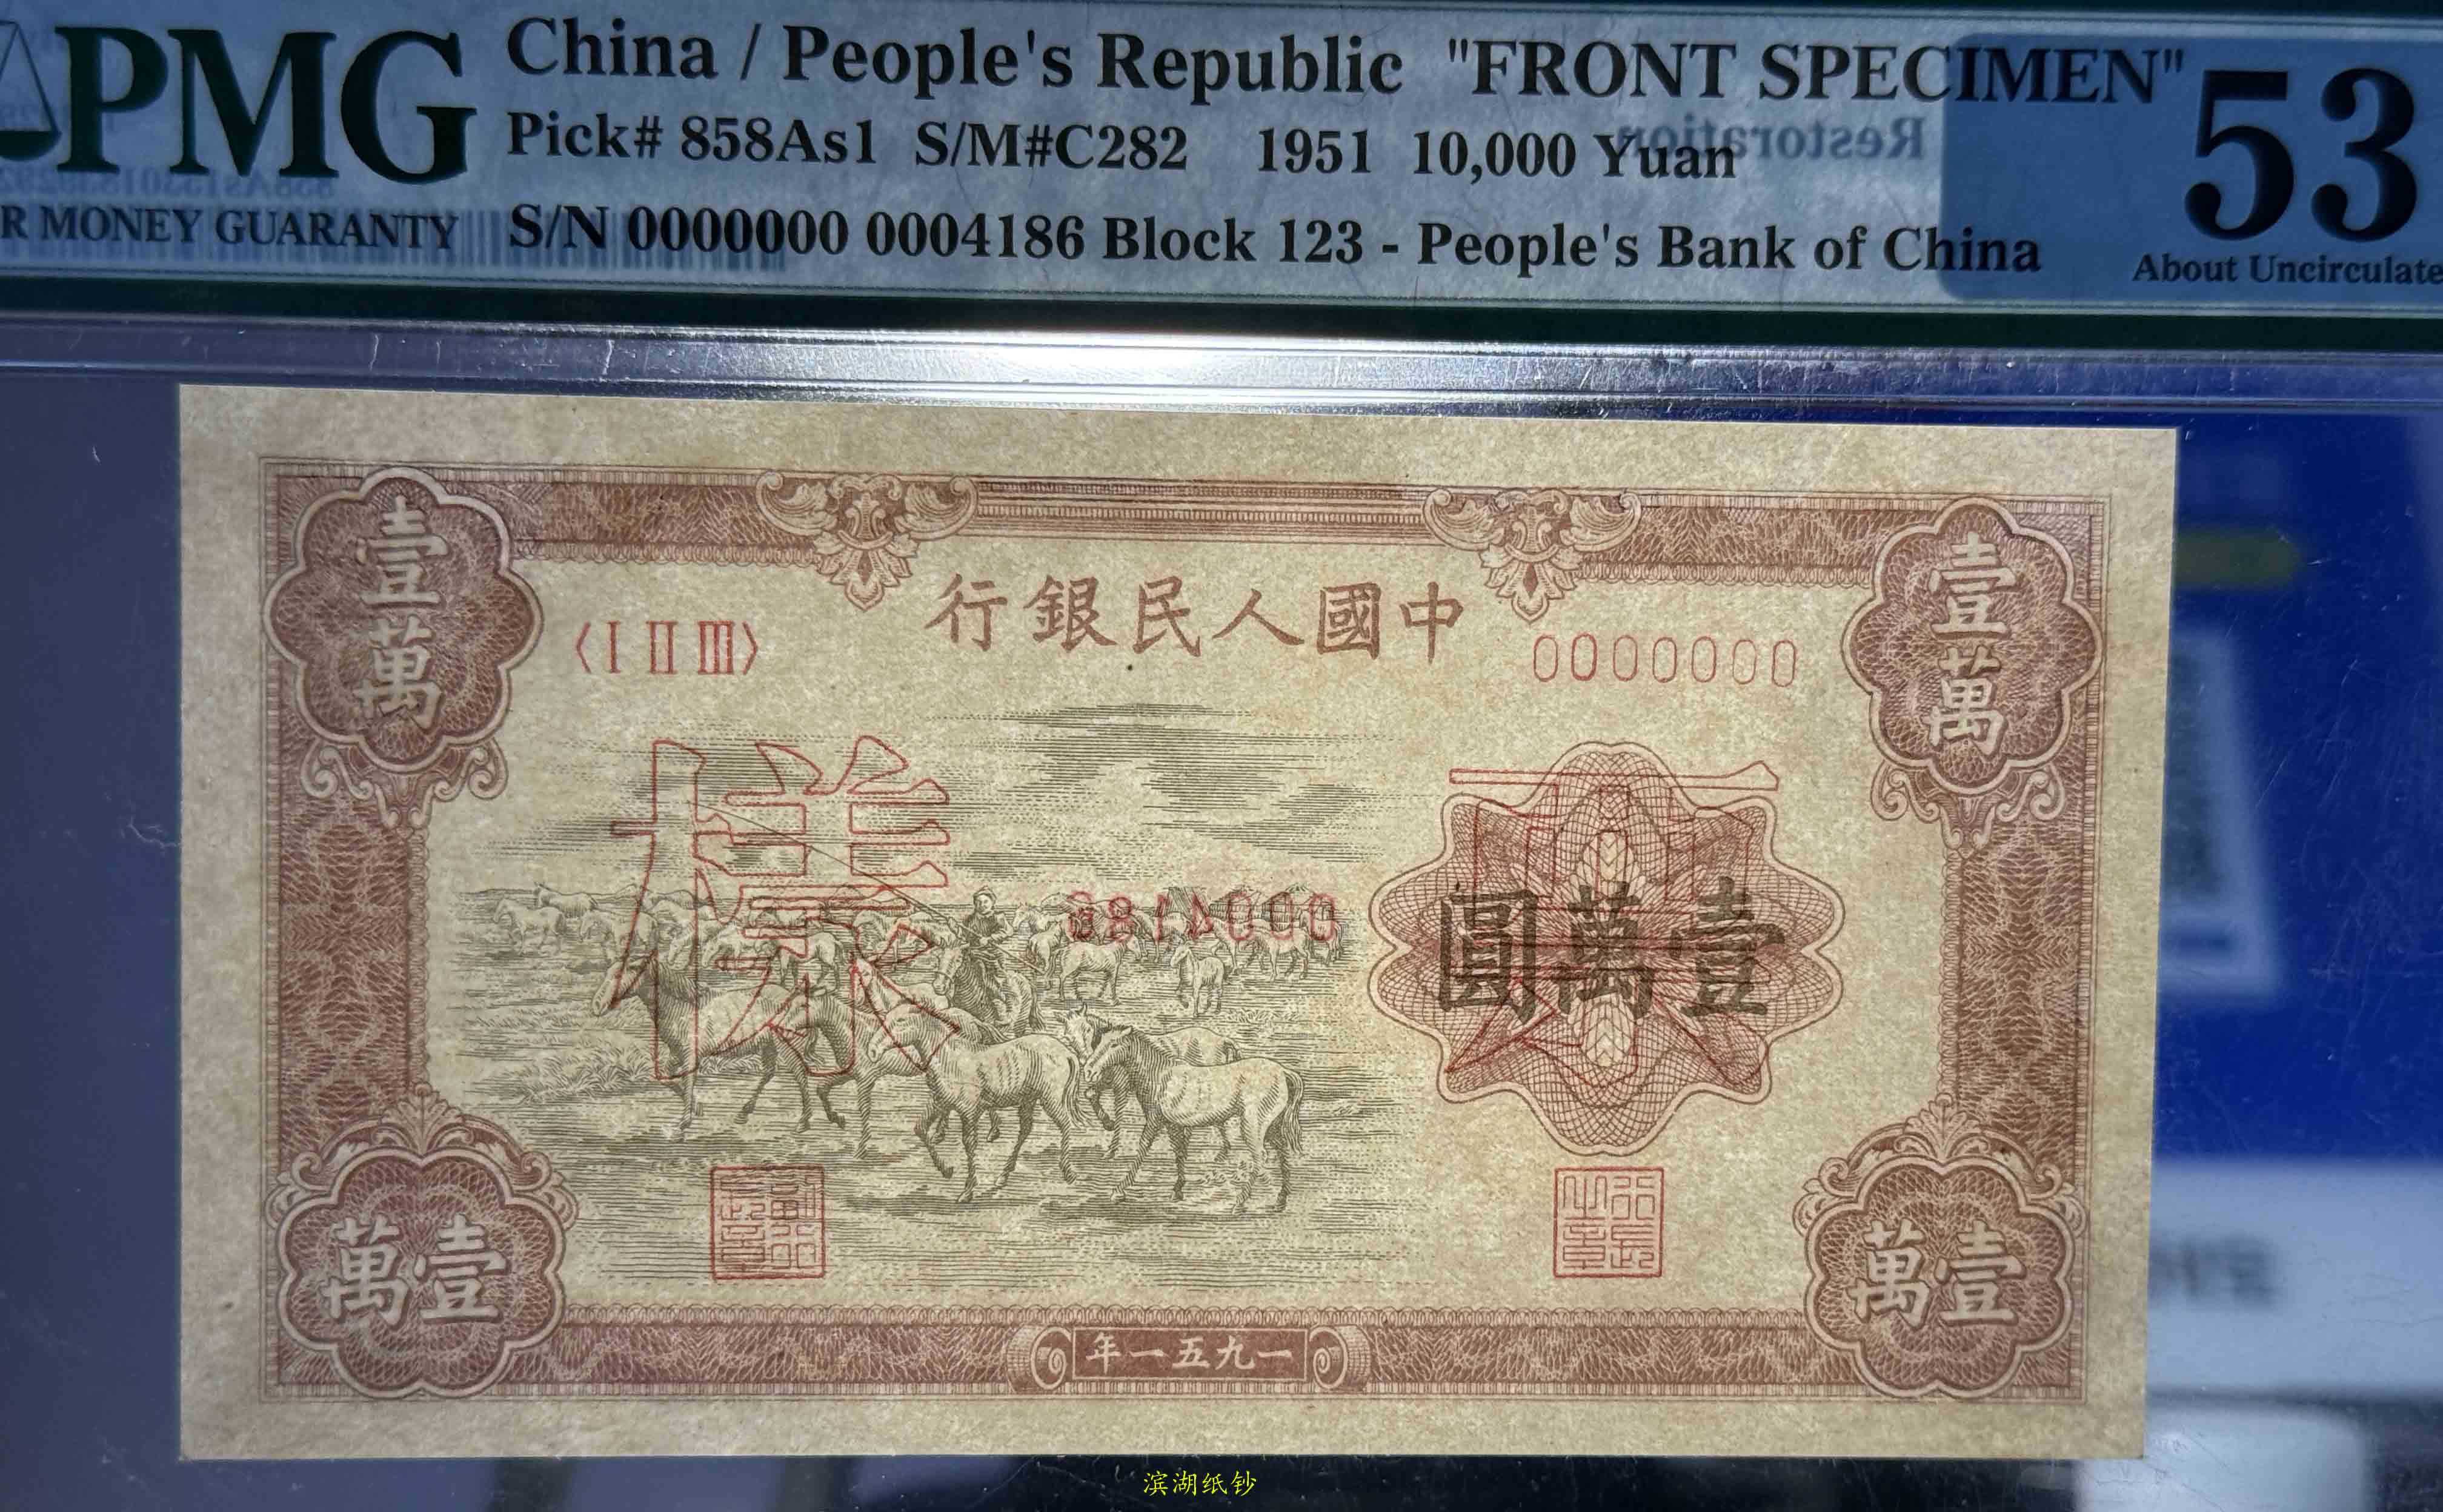 PMG
R MONEY GUARANTY
China / People's Republic "FRONT SPECIMEN"
Pick# 858As1 S/M#C282 1951 10,000 Yuan
Restoration
S/N 0000000 0004186 Block 123 - People's Bank of China
53
About Uncirculate
壹萬
壹萬
行銀民人國中
〈I II III〉
0000000
樣
票
0004186
圓萬壹
萬壹
萬壹
年一五九一
滨湖纸钞